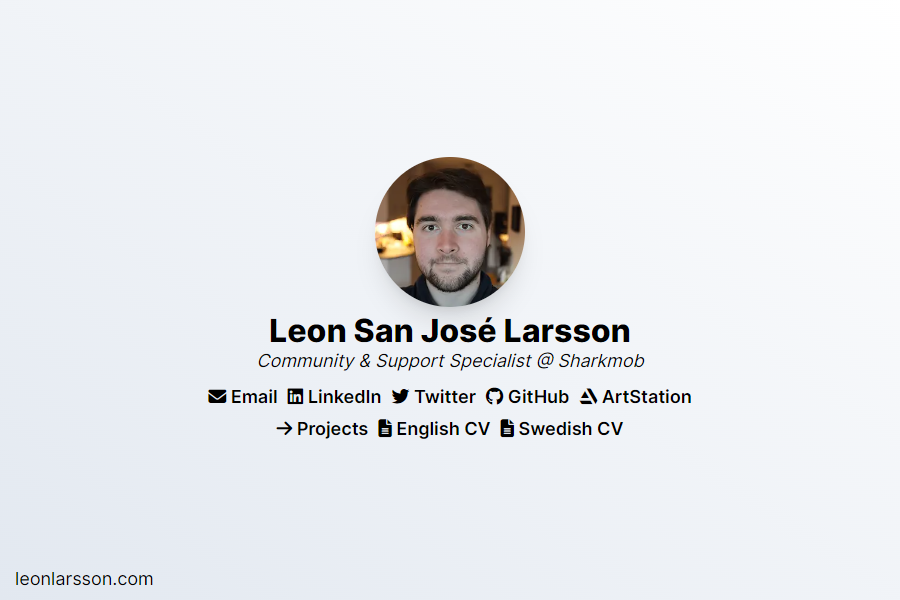 Leon San José Larsson
Community & Support Specialist @ Sharkmob
Email LinkedIn Twitter GitHub ArtStation
Projects English CV Swedish CV
leonlarsson.com